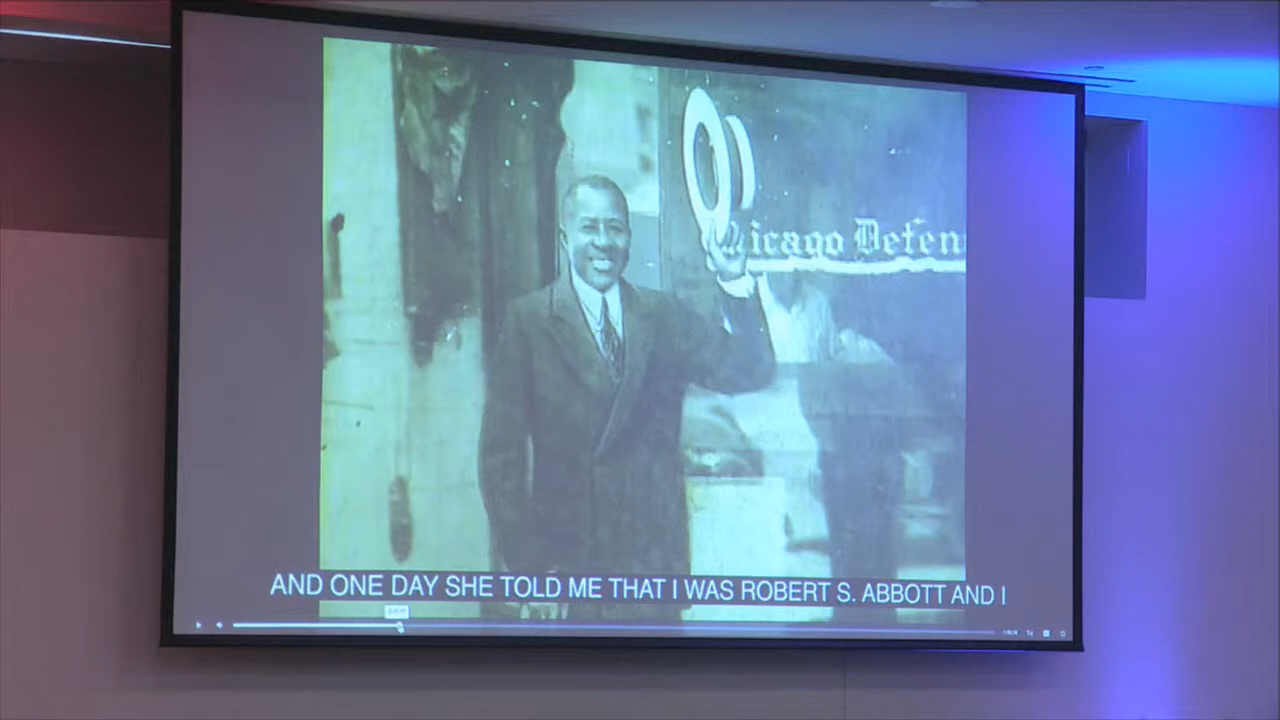 icago Defen
AND ONE DAY SHE TOLD ME THAT I WAS ROBERT S. ABBOTT AND I